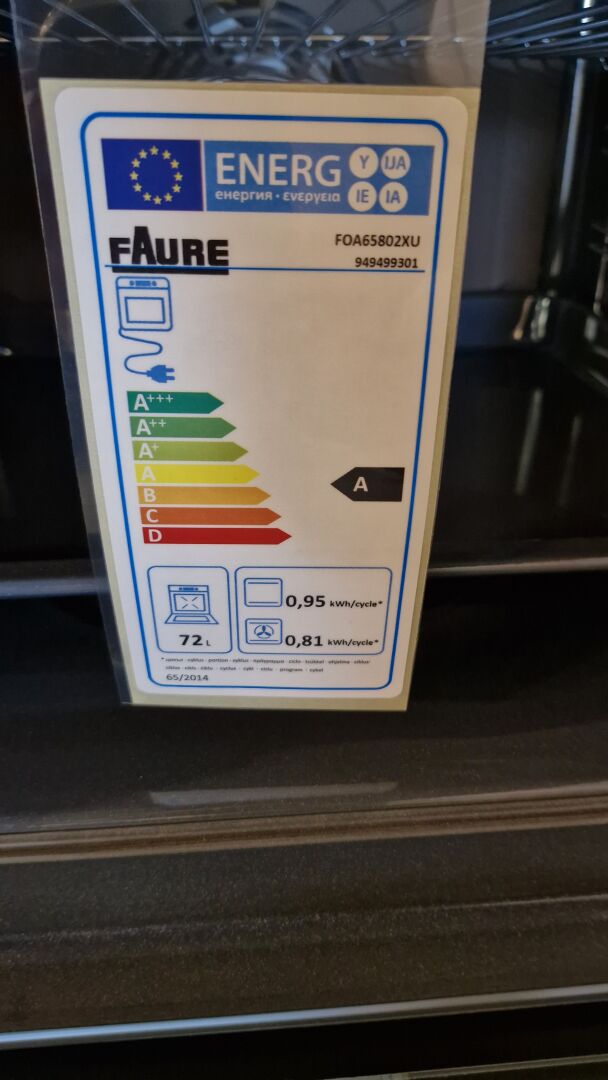 ENERG Y IJA
енергия · ενεργεια IE IA
FAURE
FOA65802XU
949499301
A+++
A++
A+
A
B
C
D
A
72 L
0,95 kWh/cycle*
0,81 kWh/cycle*
65/2014